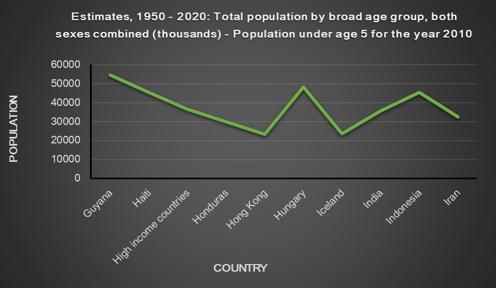 Estimates, 1950 - 2020: Total population by broad age group, both
sexes combined (thousands) - Population under age 5 for the year 2010
POPULATION
60000
50000
40000
30000
20000
10000
0
Guyana
Haiti
High income countries
Honduras
Hong Kong
Hungary
Iceland
India
Indonesia
Iran
COUNTRY